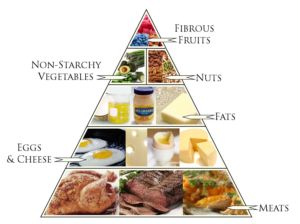 FIBROUS
FRUITS
NON-STARCHY
VEGETABLES
NUTS
FATS
EGGS
& CHEESE
MEATS